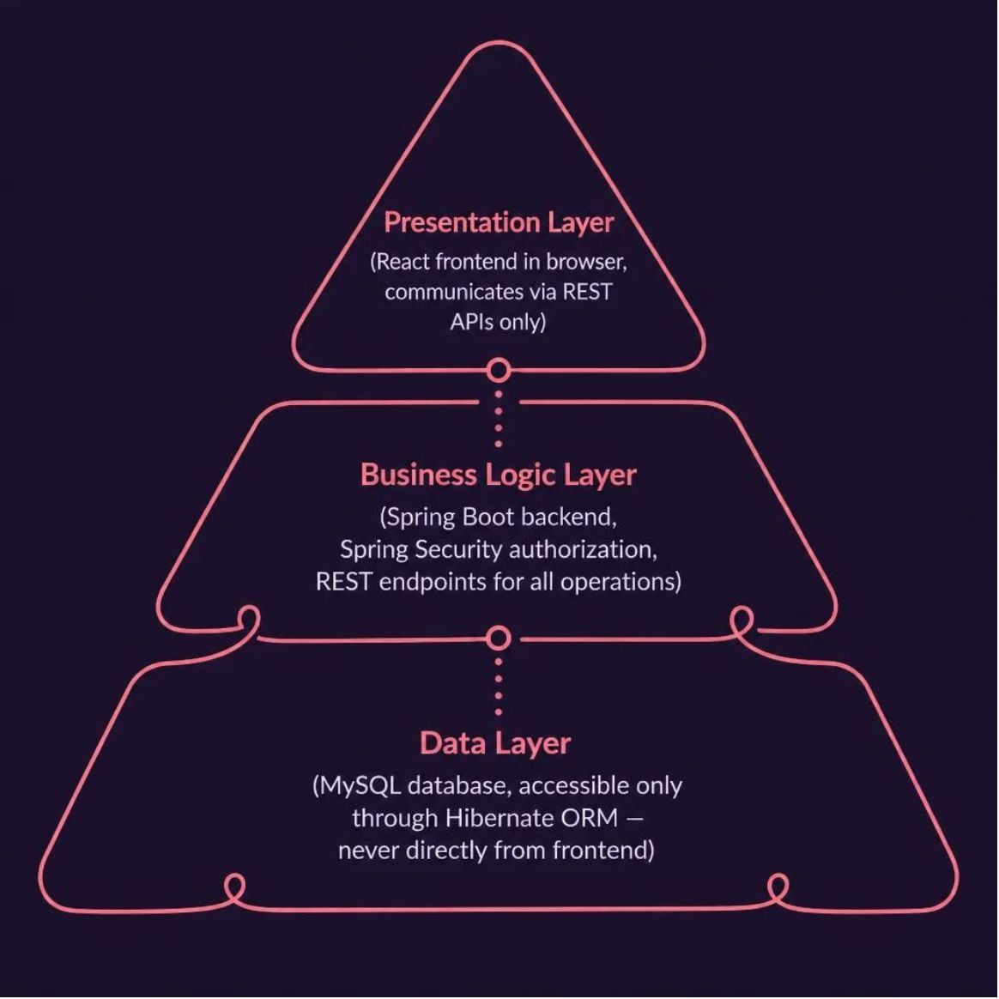 Presentation Layer
(React frontend in browser,
communicates via REST
APIs only)
Business Logic Layer
(Spring Boot backend,
Spring Security authorization,
REST endpoints for all operations)
Data Layer
(MySQL database, accessible only
through Hibernate ORM —
never directly from frontend)